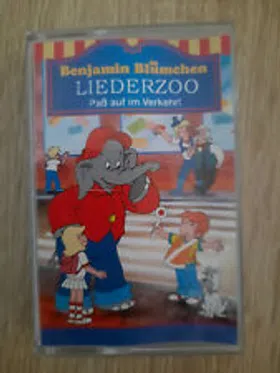 Benjamin Blümchen
LIEDERZOO
Paß auf im Verkehr!